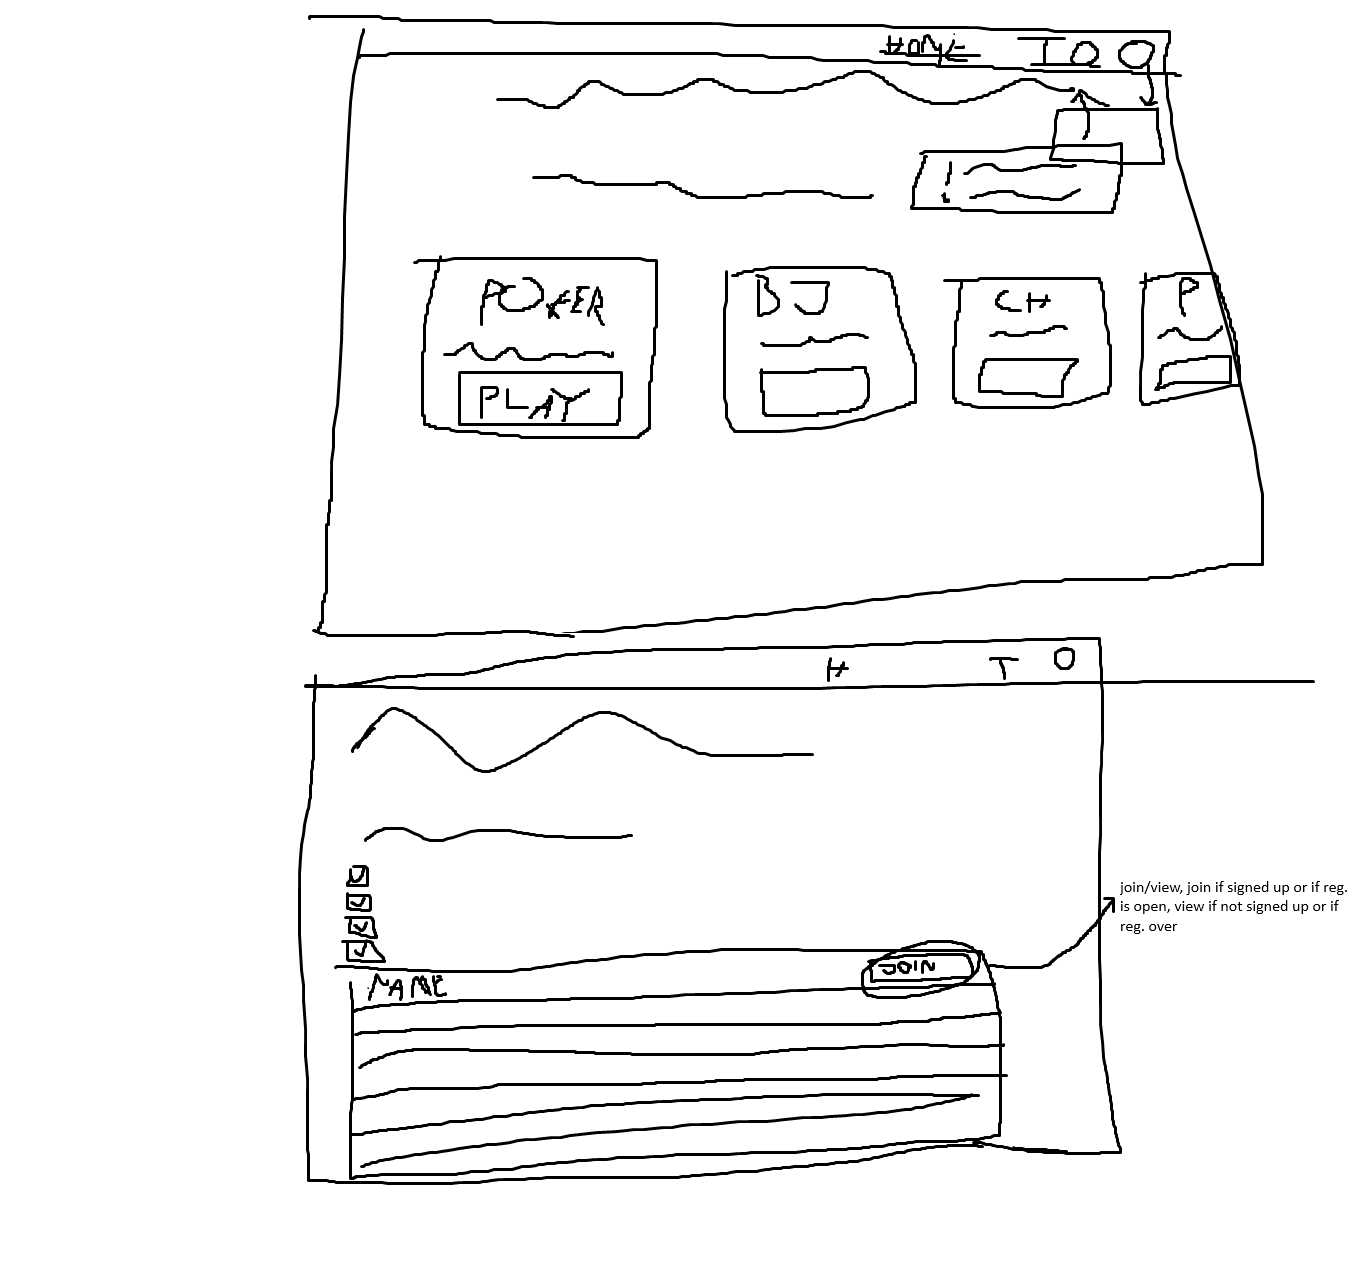 HOME TO O
!
POKER BJ CH P
PLAY
H T O
join/view, join if signed up or if reg.
is open, view if not signed up or if
reg. over
JOIN
NAME